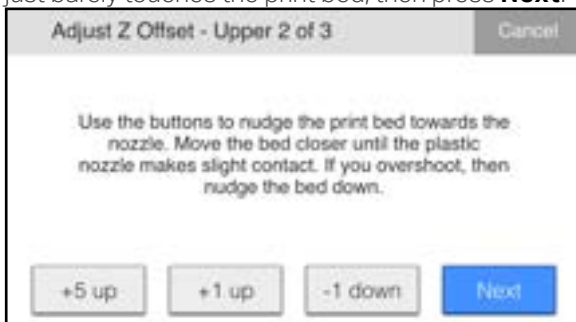 just barely touches the print bed, then press Next.
Adjust Z Offset - Upper 2 of 3
Cancel
Use the buttons to nudge the print bed towards the
nozzle. Move the bed closer until the plastic
nozzle makes slight contact. If you overshoot, then
nudge the bed down.
+5 up
+1 up
-1 down
Next